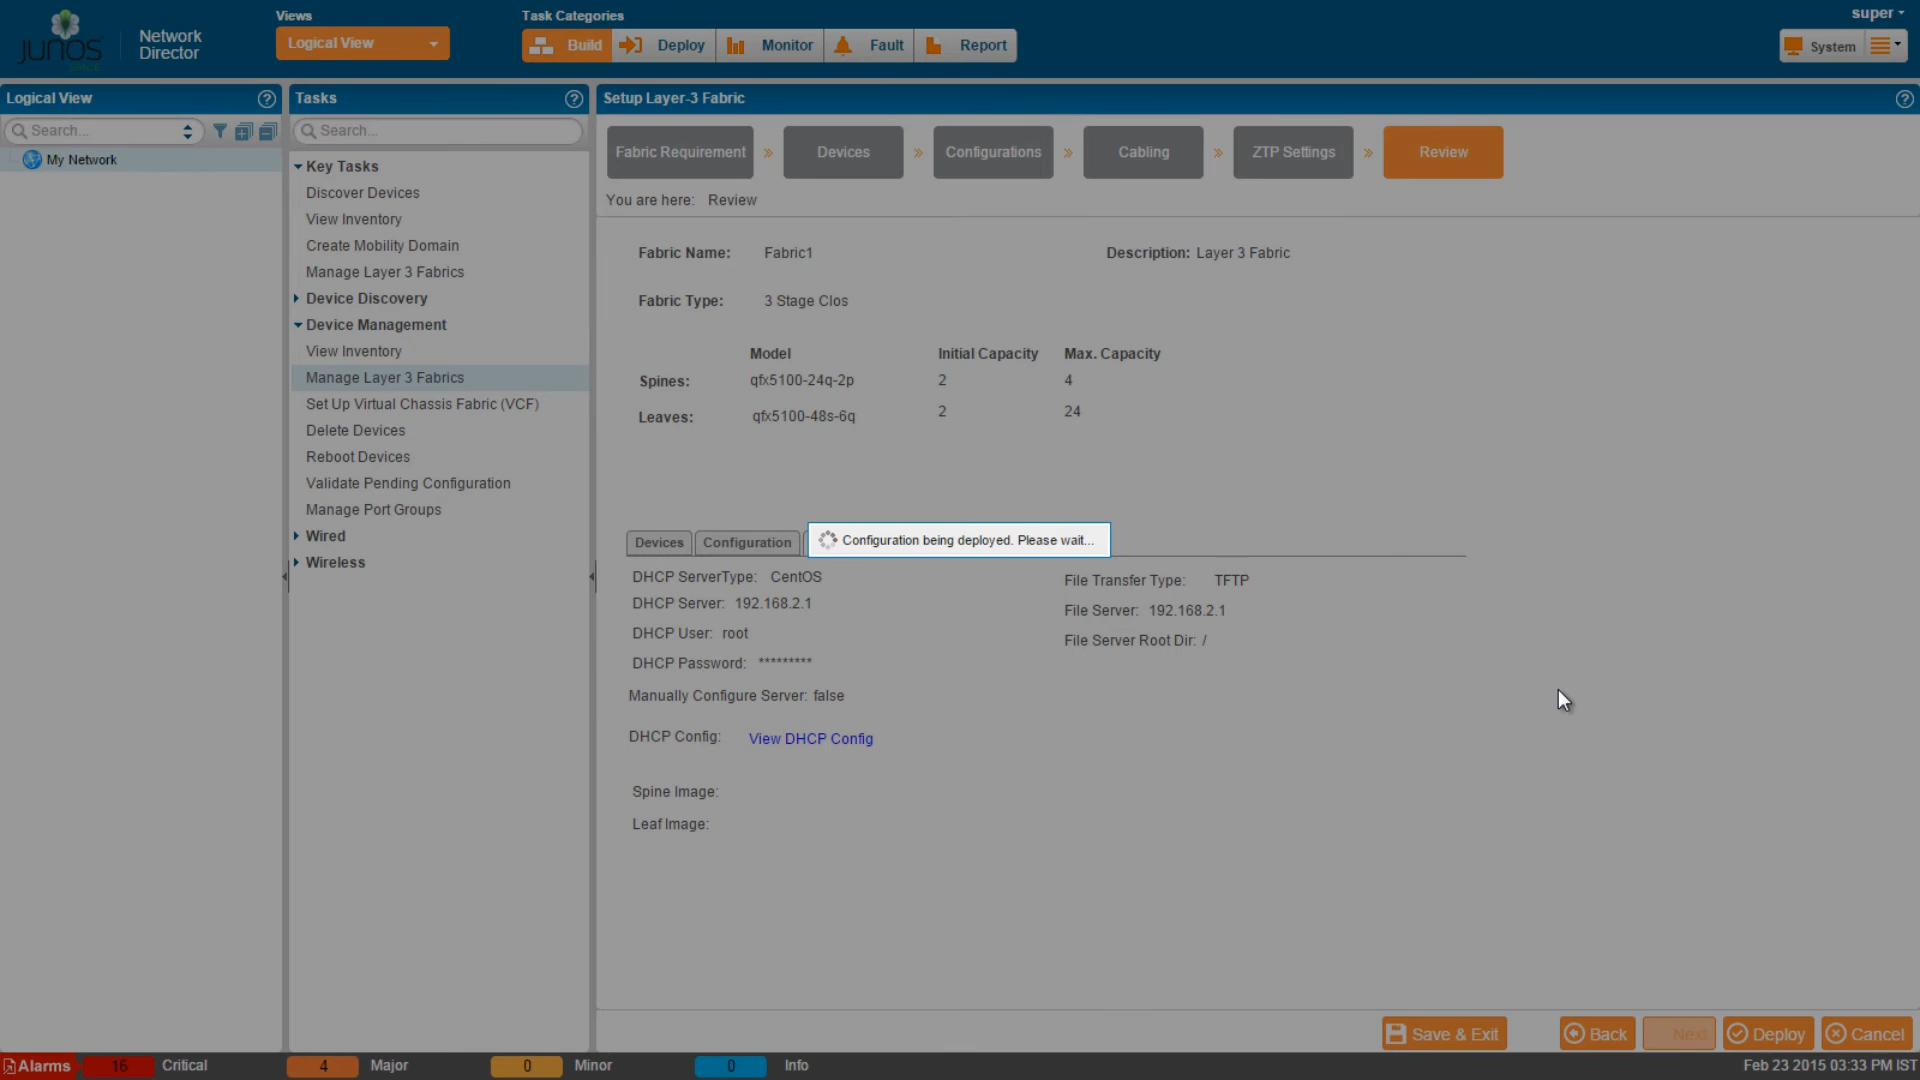 Views
Task Categories
super
JUNOS
Network
Director
Logical View
Build
Deploy
Monitor
Fault
Report
System
Logical View
Tasks
Setup Layer-3 Fabric
Search...
Search...
My Network
Key Tasks
Discover Devices
View Inventory
Create Mobility Domain
Manage Layer 3 Fabrics
Device Discovery
Device Management
View Inventory
Manage Layer 3 Fabrics
Set Up Virtual Chassis Fabric (VCF)
Delete Devices
Reboot Devices
Validate Pending Configuration
Manage Port Groups
Wired
Wireless
Fabric Requirement » Devices » Configurations » Cabling » ZTP Settings » Review
You are here: Review
Fabric Name: Fabric1
Description: Layer 3 Fabric
Fabric Type: 3 Stage Clos
Model Initial Capacity Max. Capacity
Spines: qfx5100-24q-2p 2 4
Leaves: qfx5100-48s-6q 2 24
Devices
Configuration
Configuration being deployed. Please wait...
DHCP ServerType: CentOS
DHCP Server: 192.168.2.1
DHCP User: root
DHCP Password: *********
Manually Configure Server: false
DHCP Config: View DHCP Config
Spine Image:
Leaf Image:
File Transfer Type: TFTP
File Server: 192.168.2.1
File Server Root Dir: /
Save & Exit
Back
Next
Deploy
Cancel
Alarms 16 Critical 4 Major 0 Minor 0 Info
Feb 23 2015 03:33 PM IST